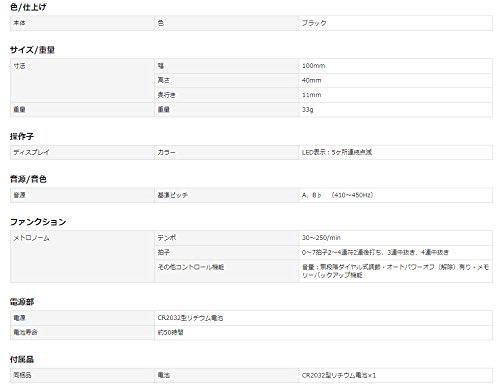 色/仕上げ
本体 色 ブラック
サイズ/重量
寸法 幅 100mm
高さ 40mm
奥行き 11mm
重量 重量 33g
操作子
ディスプレイ カラー LED表示：5ヶ所連続点滅
音源/音色
音源 基準ピッチ A、B♭ （410～450Hz）
ファンクション
メトロノーム テンポ 30～250/min
拍子 0～7拍子2～4連符2連後打ち、3連中抜き、4連中抜き
その他コントロール機能 音量：無段階ダイヤル式調節・オートパワーオフ（解除）有り・メモ
リーバックアップ機能
電源部
電源 CR2032型リチウム電池
電池寿命 約50時間
付属品
同梱品 電池 CR2032型リチウム電池×1